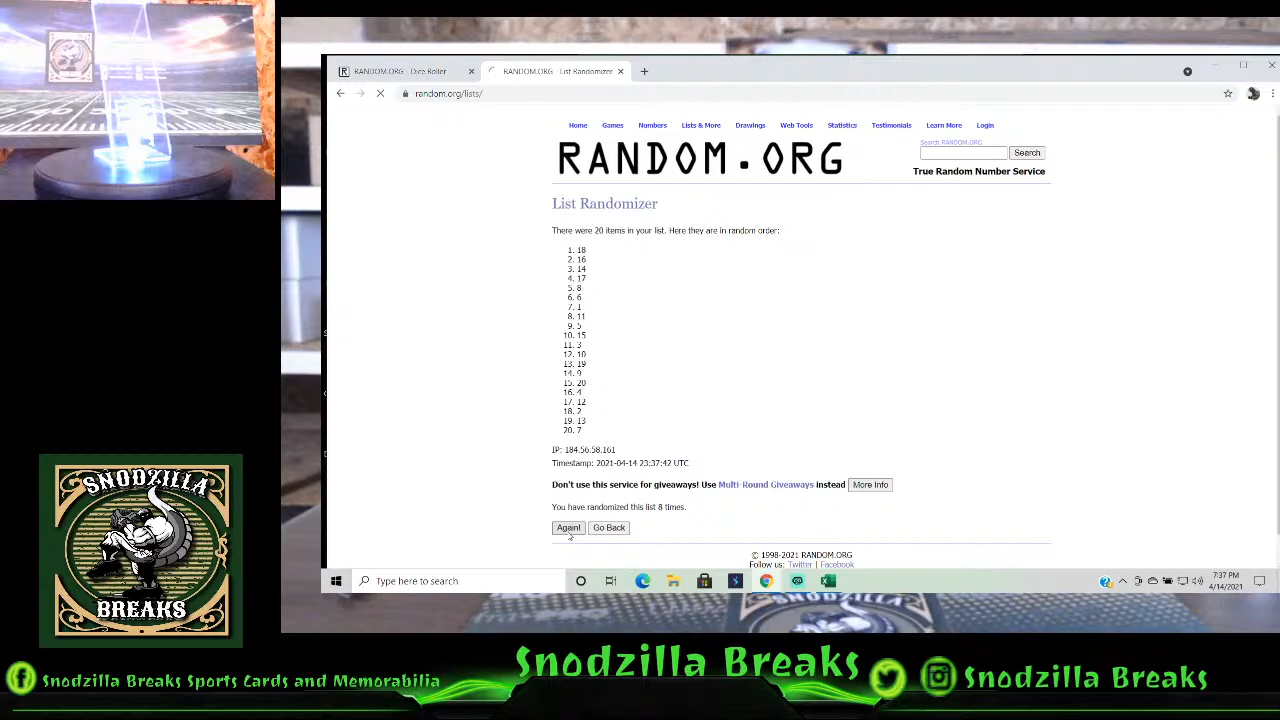 RANDOM.ORG - Dice Roller
RANDOM.ORG - List Randomizer
random.org/lists/
Home Games Numbers Lists & More Drawings Web Tools Statistics Testimonials Learn More Login
RANDOM.ORG
Search RANDOM.ORG
Search
True Random Number Service
List Randomizer
There were 20 items in your list. Here they are in random order:
1. 18
2. 16
3. 14
4. 17
5. 8
6. 6
7. 1
8. 11
9. 5
10. 15
11. 3
12. 10
13. 19
14. 9
15. 20
16. 4
17. 12
18. 2
19. 13
20. 7
IP: 184.56.58.161
Timestamp: 2021-04-14 23:37:42 UTC
Don't use this service for giveaways! Use Multi-Round Giveaways instead More Info
You have randomized this list 8 times.
Again! Go Back
© 1998-2021 RANDOM.ORG
Follow us: Twitter | Facebook
Type here to search
7:37 PM
4/14/2021
SNODZILLA
BREAKS
Snodzilla Breaks Sports Cards and Memorabilia
Snodzilla Breaks
Snodzilla Breaks